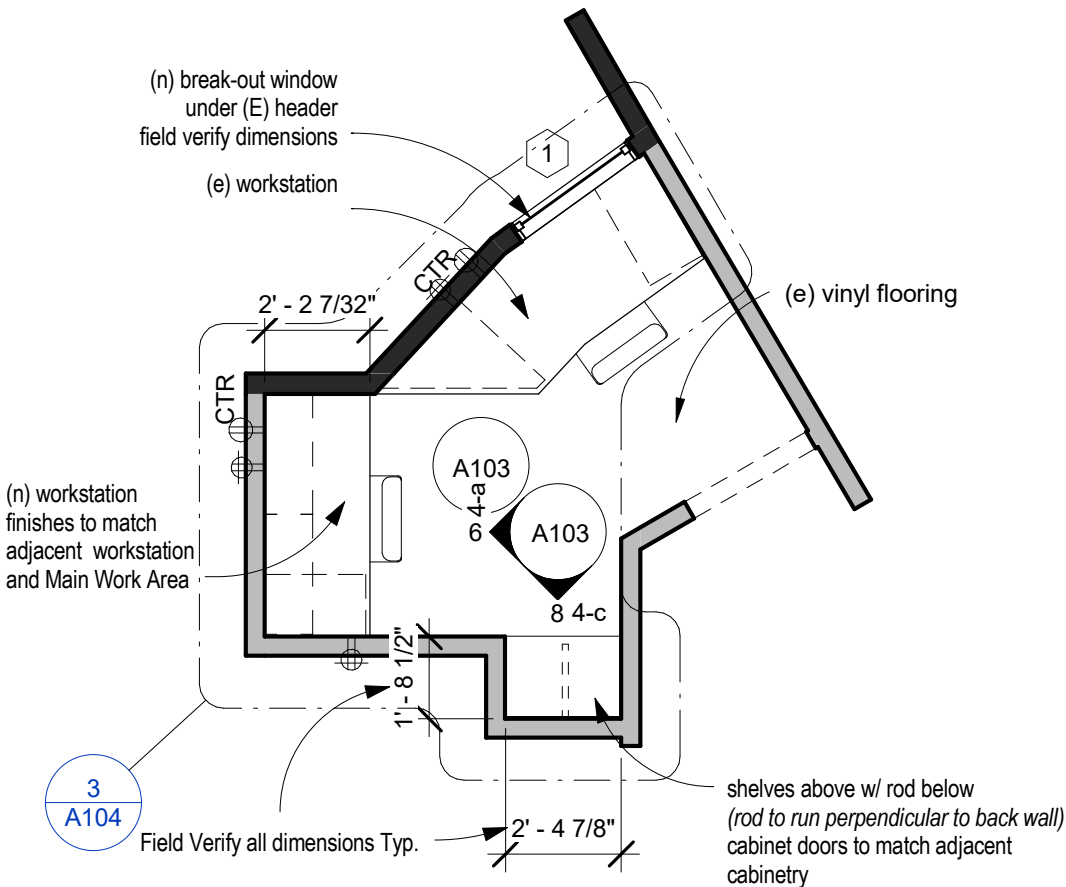 (n) break-out window
under (E) header
field verify dimensions
1
(e) workstation
CTR
2' - 2 7/32"
(e) vinyl flooring
CTR
A103
4-a
6
A103
(n) workstation
finishes to match
adjacent workstation
and Main Work Area
8 4-c
1' - 8 1/2"
3
A104
Field Verify all dimensions Typ.
2' - 4 7/8"
shelves above w/ rod below
(rod to run perpendicular to back wall)
cabinet doors to match adjacent
cabinetry